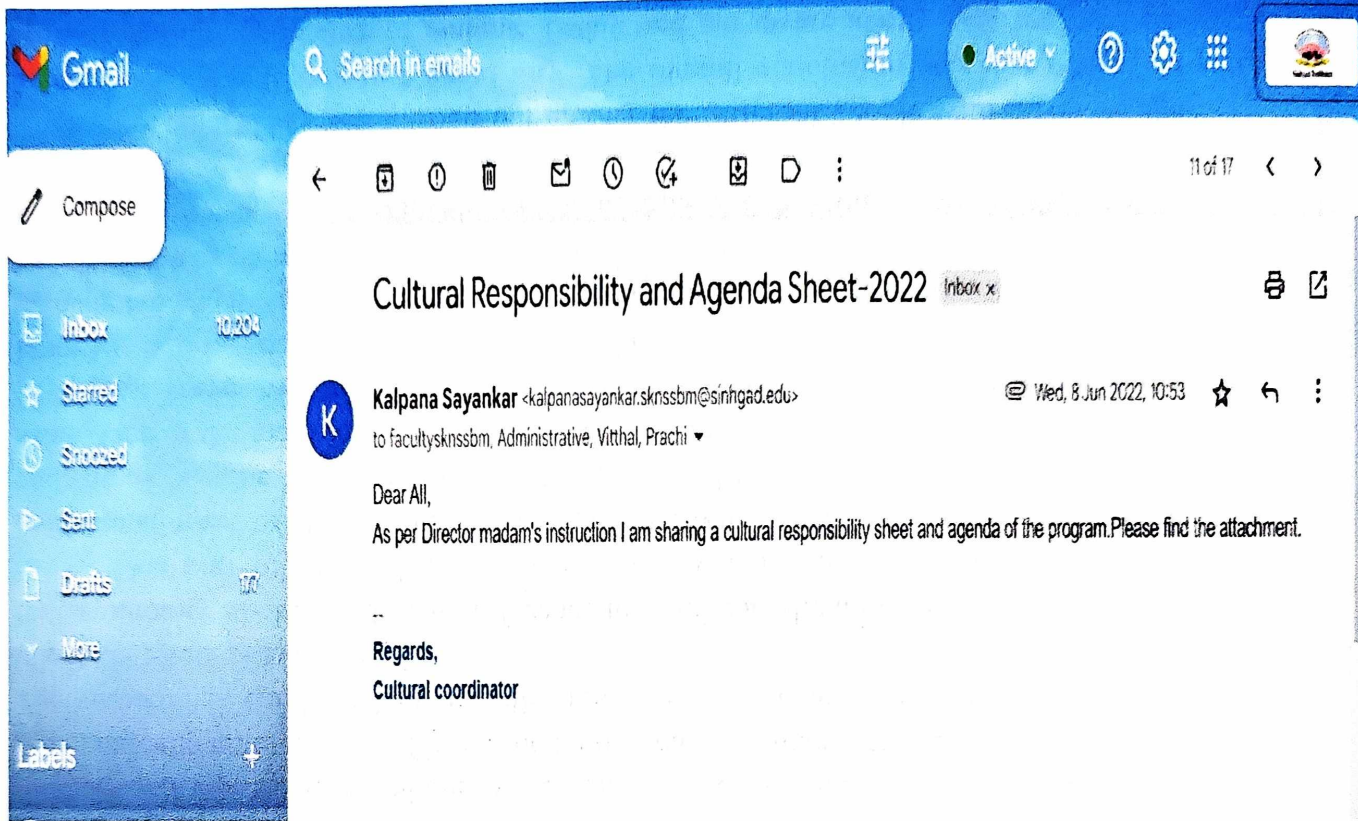 Gmail
Search in emails
Active
Compose
11 of 17
Cultural Responsibility and Agenda Sheet-2022 Inbox x
Inbox 10,204
Starred
Snoozed
Sent
Drafts 177
More
Labels
Kalpana Sayankar <kalpanasayankar.sknssbm@sinhgad.edu> Wed, 8 Jun 2022, 10:53
K
to facultysknssbm, Administrative, Vitthal, Prachi
Dear All,
As per Director madam's instruction I am sharing a cultural responsibility sheet and agenda of the program.Please find the attachment.
--
Regards,
Cultural coordinator